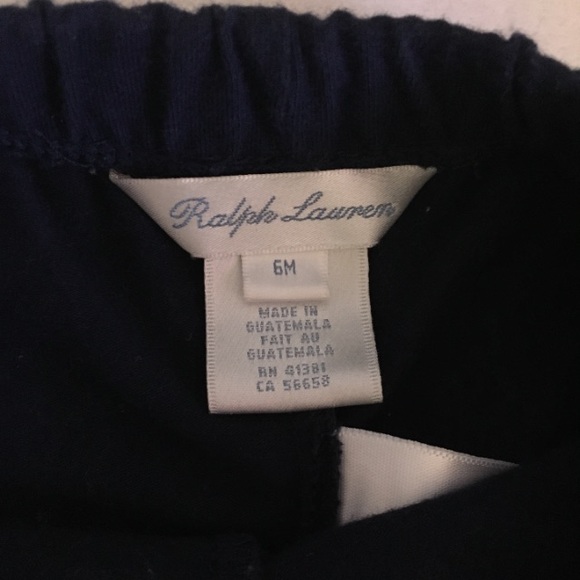 Ralph Lauren
6M
MADE IN
GUATEMALA
FAIT AU
GUATEMALA
RN 41381
CA 56658